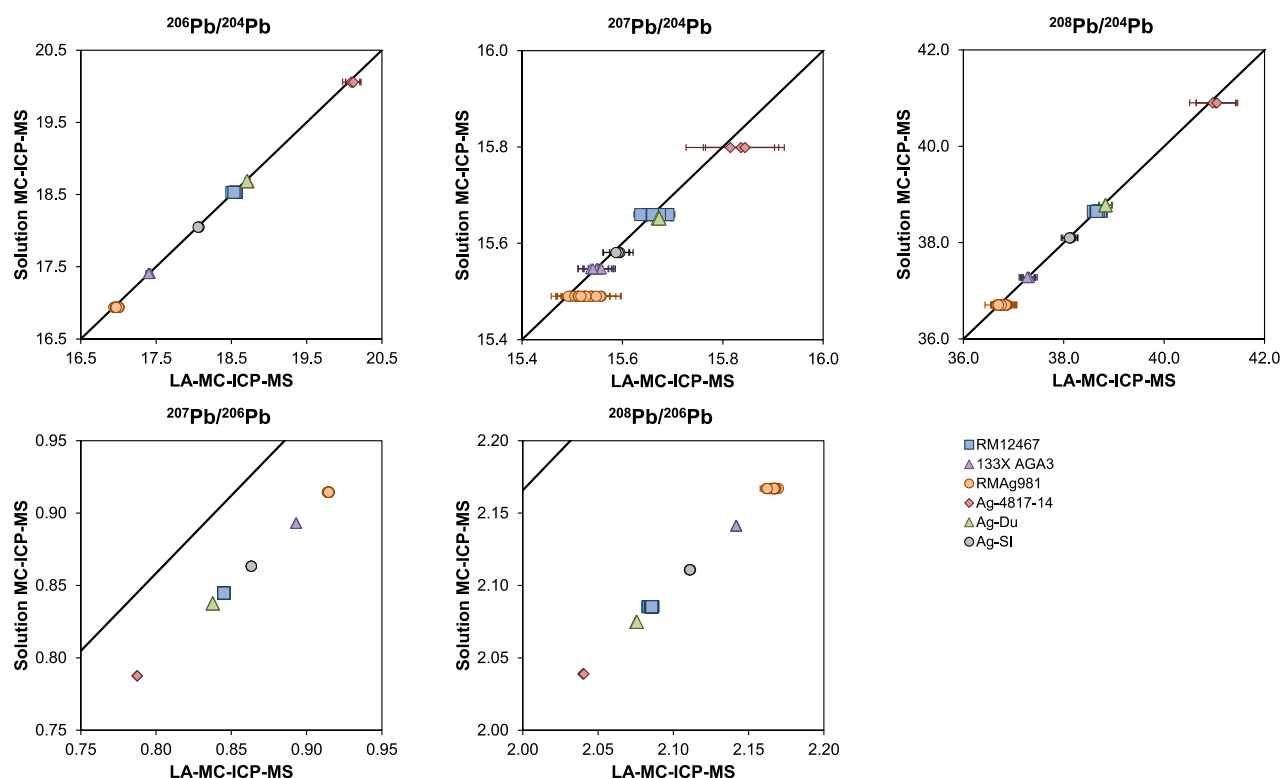 ²⁰⁶Pb/²⁰⁴Pb
20.5
19.5
18.5
17.5
16.5
16.5 17.5 18.5 19.5 20.5
Solution MC-ICP-MS
LA-MC-ICP-MS
²⁰⁷Pb/²⁰⁴Pb
16.0
15.8
15.6
15.4
15.4 15.6 15.8 16.0
Solution MC-ICP-MS
LA-MC-ICP-MS
²⁰⁸Pb/²⁰⁴Pb
42.0
40.0
38.0
36.0
36.0 38.0 40.0 42.0
Solution MC-ICP-MS
LA-MC-ICP-MS
²⁰⁷Pb/²⁰⁶Pb
0.95
0.90
0.85
0.80
0.75
0.75 0.80 0.85 0.90 0.95
Solution MC-ICP-MS
LA-MC-ICP-MS
²⁰⁸Pb/²⁰⁶Pb
2.20
2.15
2.10
2.05
2.00
2.00 2.05 2.10 2.15 2.20
Solution MC-ICP-MS
LA-MC-ICP-MS
RM12467
133X AGA3
RMAg981
Ag-4817-14
Ag-Du
Ag-SI